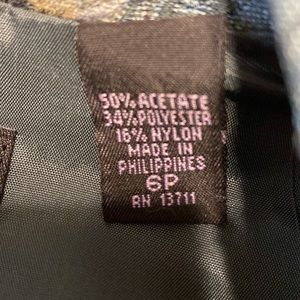 50% ACETATE
34% POLYESTER
16% NYLON
MADE IN
PHILIPPINES
6P
RN 13711